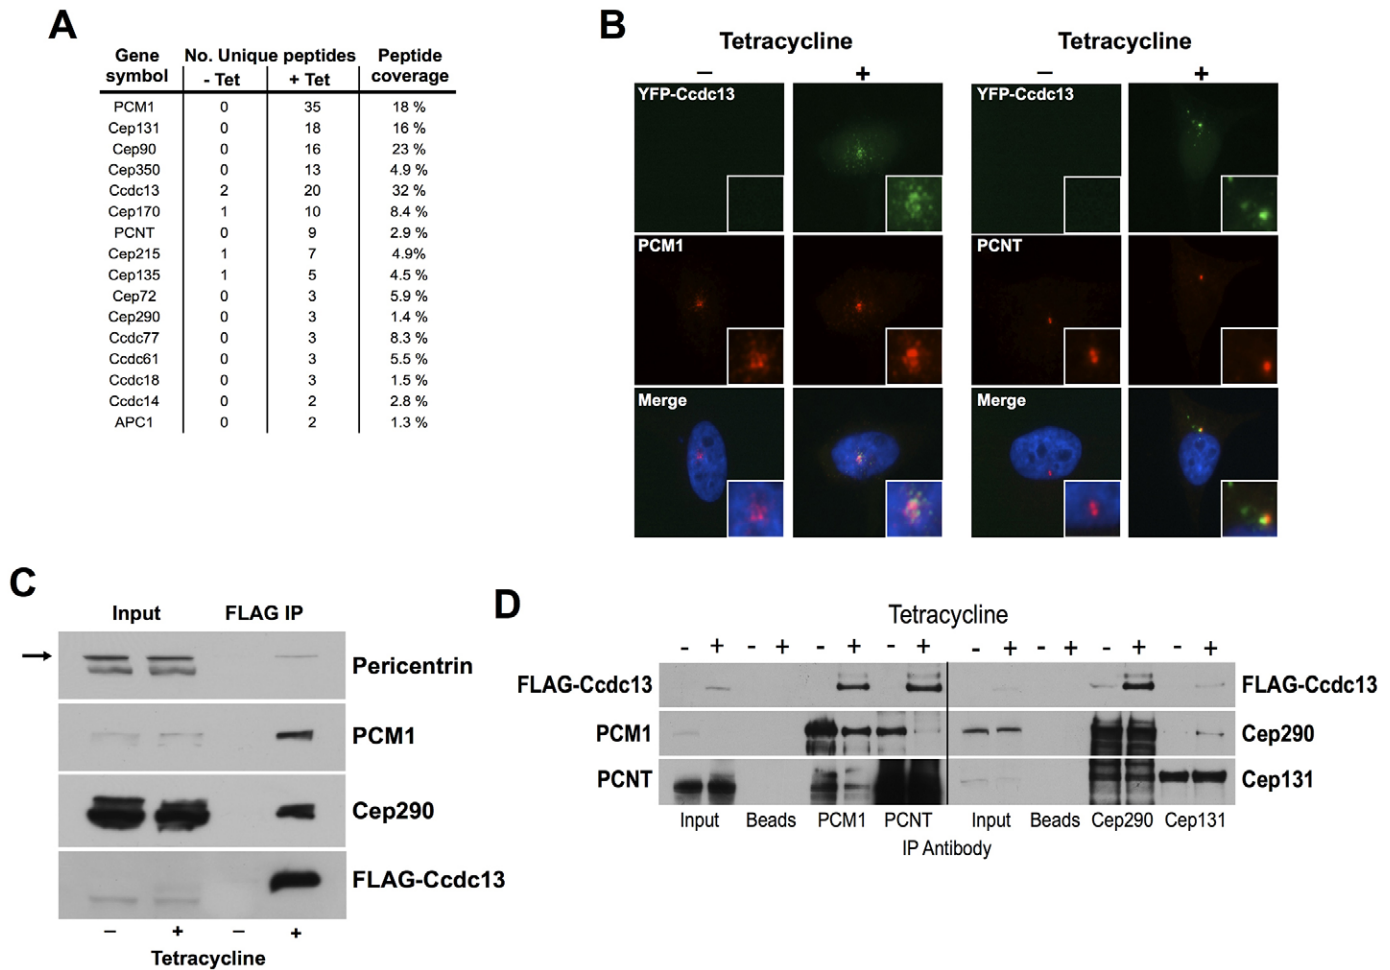 A
Gene symbol No. Unique peptides Peptide coverage
- Tet + Tet
PCM1 0 35 18 %
Cep131 0 18 16 %
Cep90 0 16 23 %
Cep350 0 13 4.9 %
Ccdc13 2 20 32 %
Cep170 1 10 8.4 %
PCNT 0 9 2.9 %
Cep215 1 7 4.9%
Cep135 1 5 4.5 %
Cep72 0 3 5.9 %
Cep290 0 3 1.4 %
Ccdc77 0 3 8.3 %
Ccdc61 0 3 5.5 %
Ccdc18 0 3 1.5 %
Ccdc14 0 2 2.8 %
APC1 0 2 1.3 %
B
Tetracycline Tetracycline
– + – +
YFP-Ccdc13 YFP-Ccdc13
PCM1 PCNT
Merge Merge
C
Input FLAG IP
Pericentrin
PCM1
Cep290
FLAG-Ccdc13
– + – +
Tetracycline
D
Tetracycline
- + - + - + - + - + - + - + - +
FLAG-Ccdc13 FLAG-Ccdc13
PCM1 Cep290
PCNT Cep131
Input Beads PCM1 PCNT Input Beads Cep290 Cep131
IP Antibody